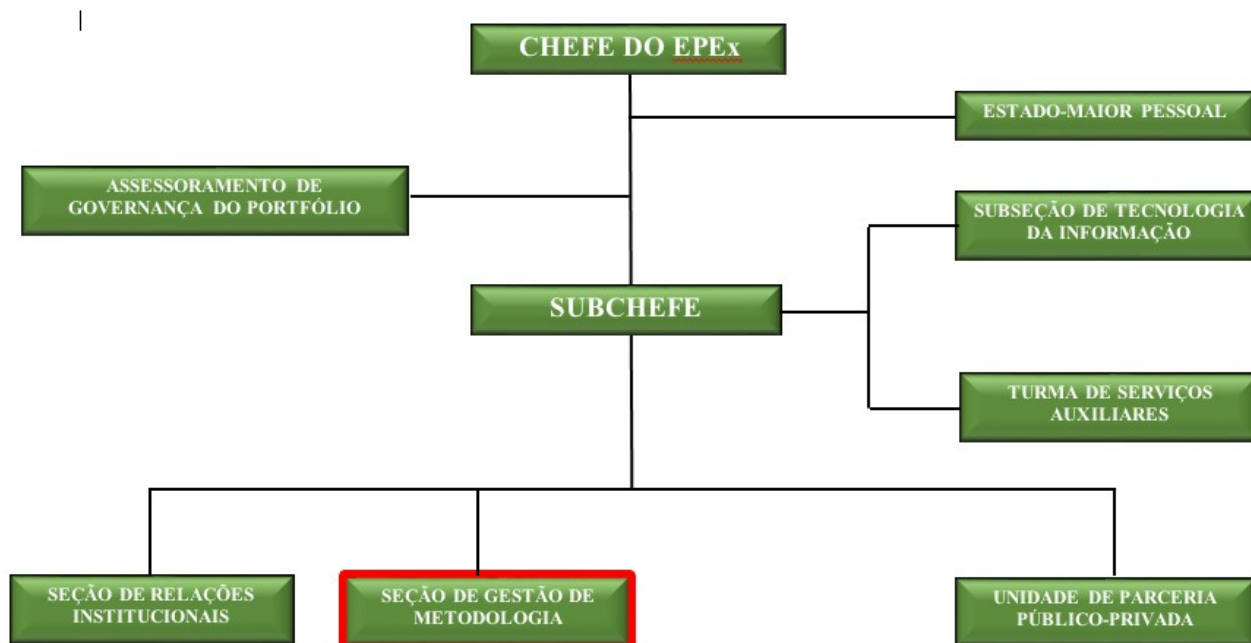 CHEFE DO EPEx
ESTADO-MAIOR PESSOAL
ASSESSORAMENTO DE
GOVERNANÇA DO PORTFÓLIO
SUBSEÇÃO DE TECNOLOGIA
DA INFORMAÇÃO
SUBCHEFE
TURMA DE SERVIÇOS
AUXILIARES
SEÇÃO DE RELAÇÕES
INSTITUCIONAIS
SEÇÃO DE GESTÃO DE
METODOLOGIA
UNIDADE DE PARCERIA
PÚBLICO-PRIVADA